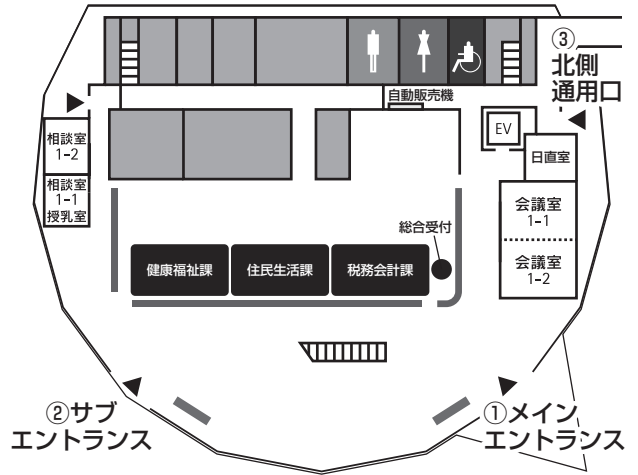 ③
北側
通用口
自動販売機
EV
日直室
相談室
1-2
相談室
1-1
授乳室
会議室
1-1
会議室
1-2
総合受付
健康福祉課
住民生活課
税務会計課
②サブ
エントランス
①メイン
エントランス